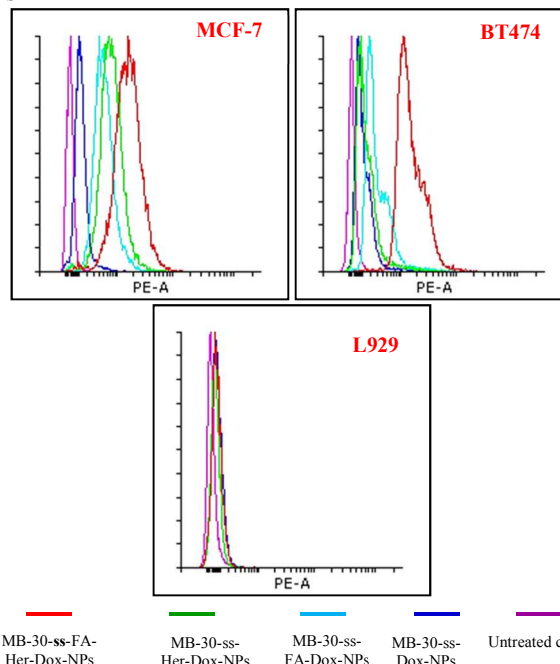 MCF-7
BT474
PE-A
PE-A
L929
PE-A
MB-30-ss-FA-
Her-Dox-NPs
MB-30-ss-
Her-Dox-NPs
MB-30-ss-
FA-Dox-NPs
MB-30-ss-
Dox-NPs
Untreated